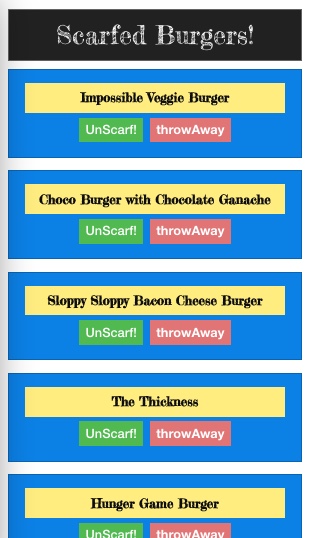 Scarfed Burgers!
Impossible Veggie Burger
UnScarf! throwAway
Choco Burger with Chocolate Ganache
UnScarf! throwAway
Sloppy Sloppy Bacon Cheese Burger
UnScarf! throwAway
The Thickness
UnScarf! throwAway
Hunger Game Burger
UnScarf! throwAway